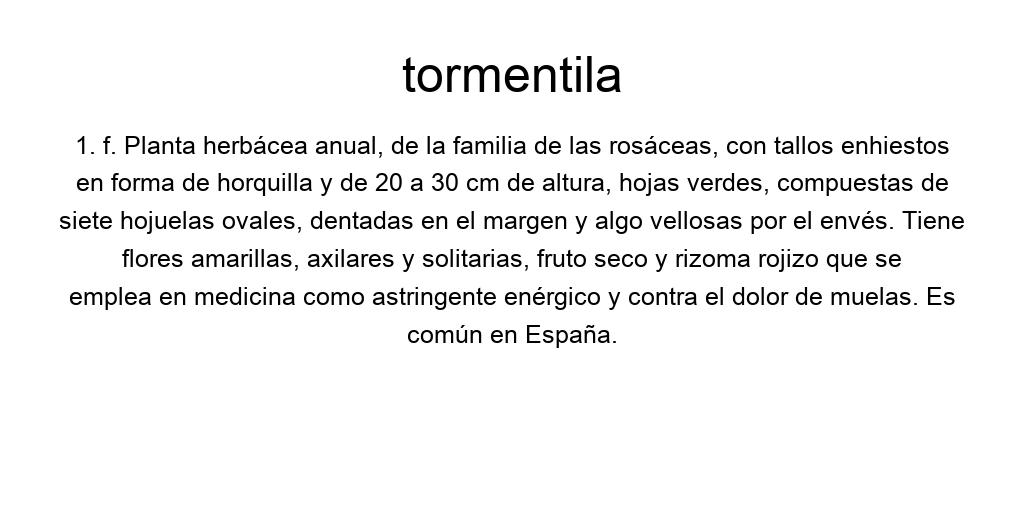 tormentila
1. f. Planta herbácea anual, de la familia de las rosáceas, con tallos enhiestos
en forma de horquilla y de 20 a 30 cm de altura, hojas verdes, compuestas de
siete hojuelas ovales, dentadas en el margen y algo vellosas por el envés. Tiene
flores amarillas, axilares y solitarias, fruto seco y rizoma rojizo que se
emplea en medicina como astringente enérgico y contra el dolor de muelas. Es
común en España.